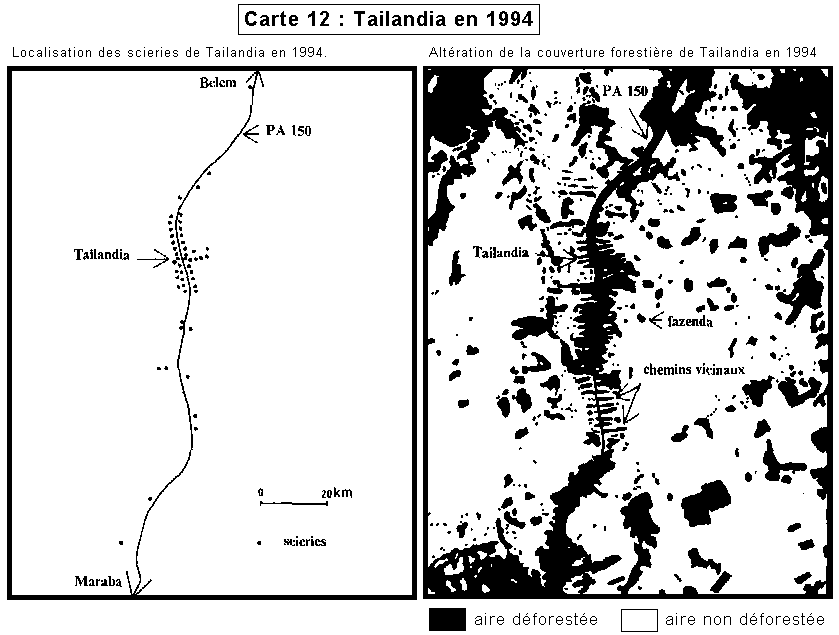 Carte 12 : Tailandia en 1994
Localisation des scieries de Tailandia en 1994.
Altération de la couverture forestière de Tailandia en 1994
Belem
PA 150
Tailandia
0 20km
scieries
Maraba
PA 150
Tailandia
fazenda
chemins vicinaux
aire déforestée
aire non déforestée